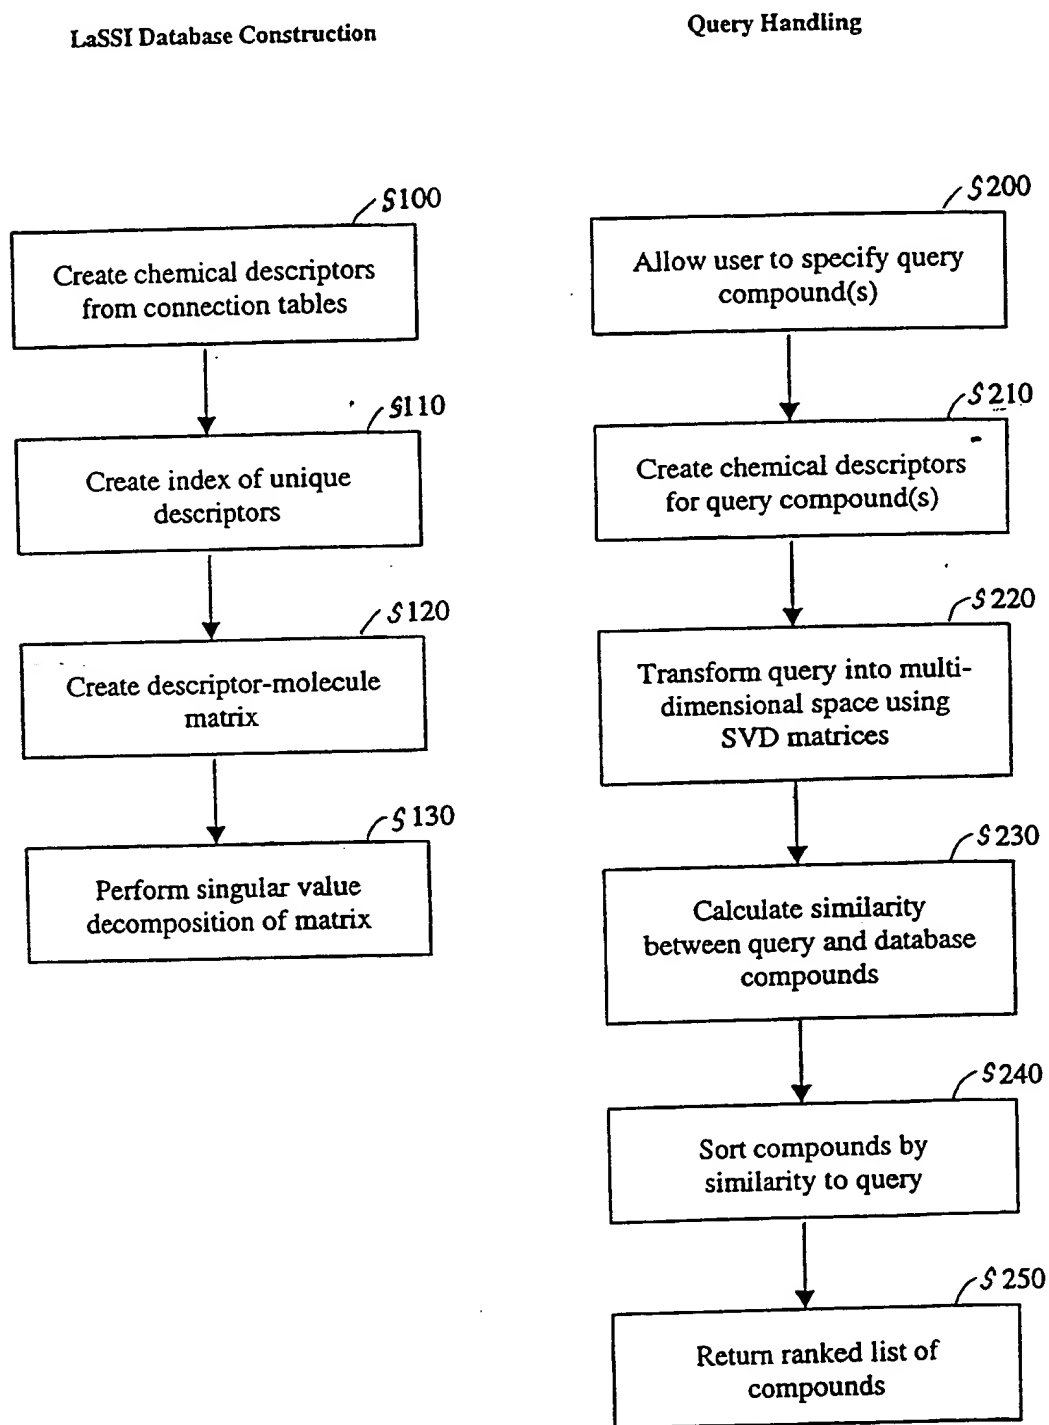 LaSSI Database Construction
S100
Create chemical descriptors
from connection tables
S110
Create index of unique
descriptors
S120
Create descriptor-molecule
matrix
S130
Perform singular value
decomposition of matrix
Query Handling
S200
Allow user to specify query
compound(s)
S210
Create chemical descriptors
for query compound(s)
S220
Transform query into multi-
dimensional space using
SVD matrices
S230
Calculate similarity
between query and database
compounds
S240
Sort compounds by
similarity to query
S250
Return ranked list of
compounds